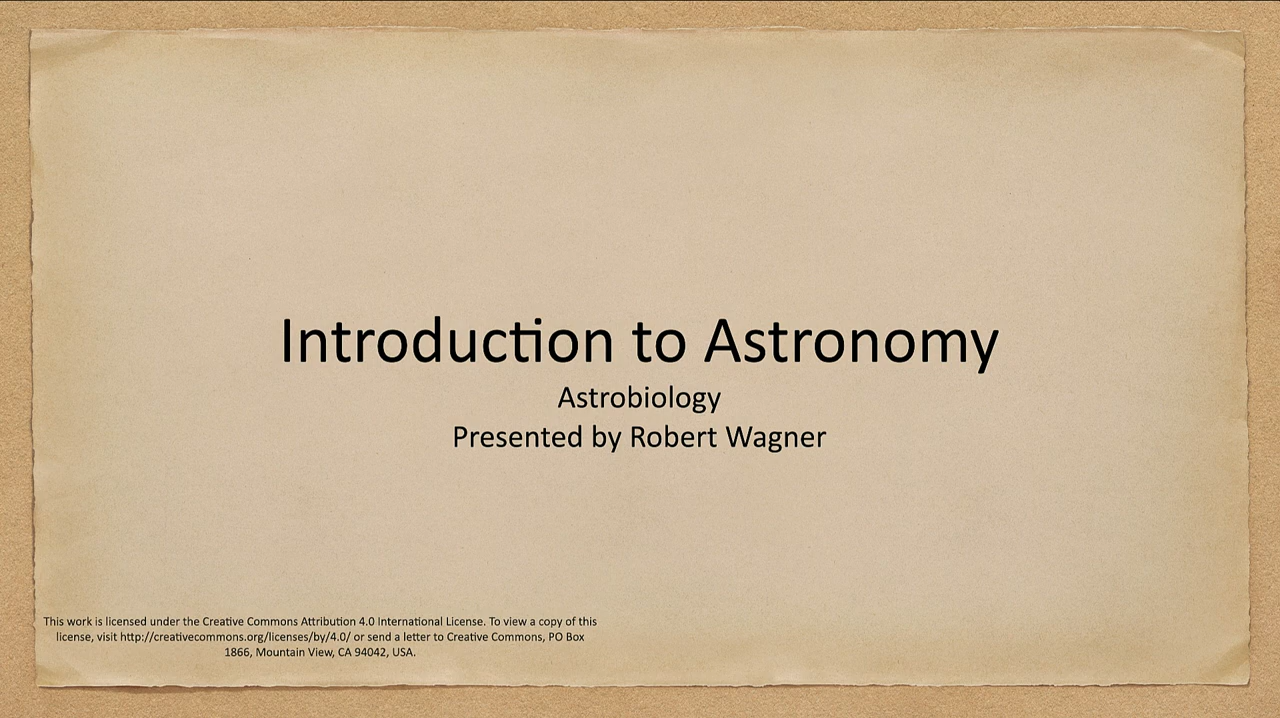 Introduction to Astronomy
Astrobiology
Presented by Robert Wagner
This work is licensed under the Creative Commons Attribution 4.0 International License. To view a copy of this
license, visit http://creativecommons.org/licenses/by/4.0/ or send a letter to Creative Commons, PO Box
1866, Mountain View, CA 94042, USA.